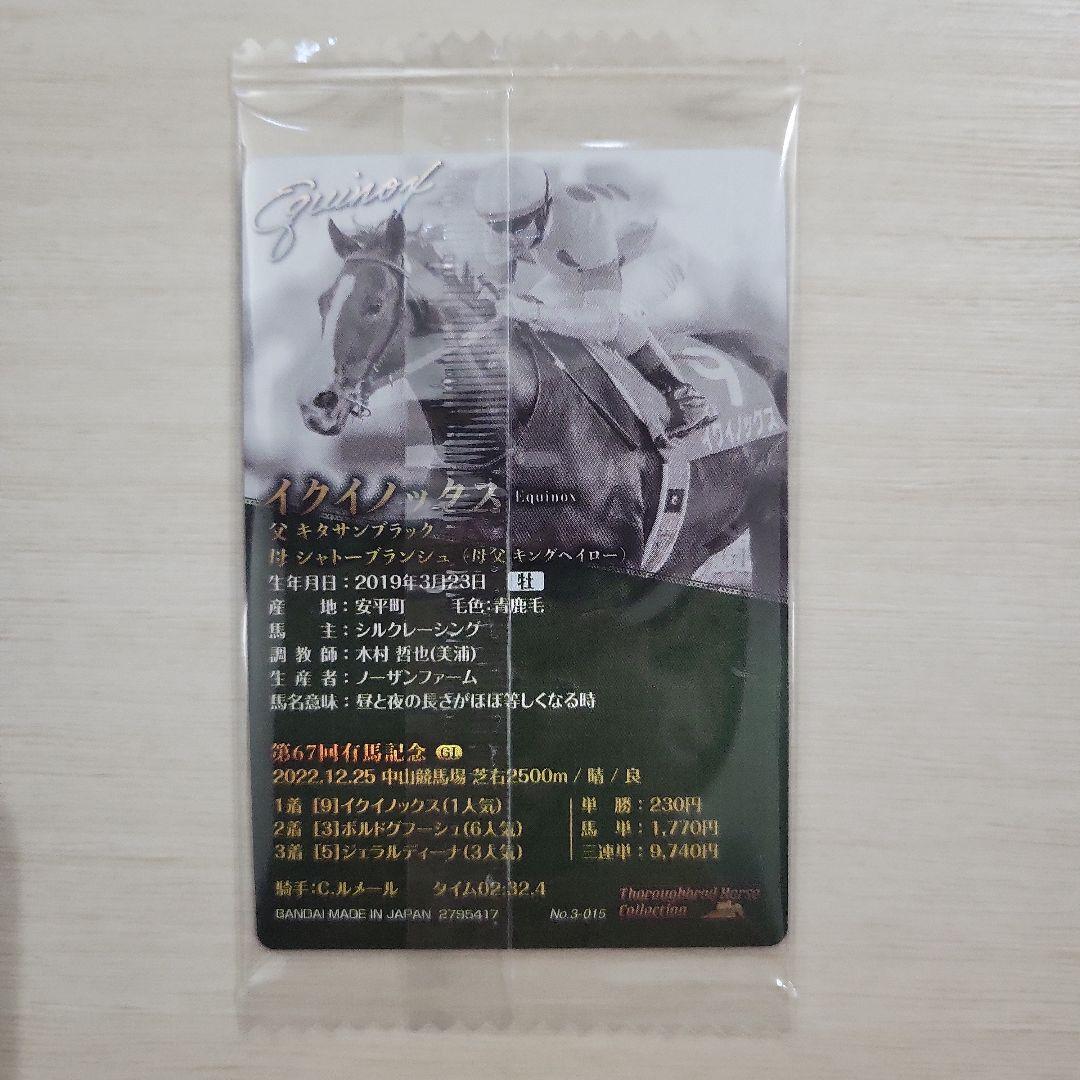 Equinox
9
イクイノックス
イクイノックス Equinox
父 キタサンブラック
母 シャトーブランシュ（母父 キングヘイロー）
生年月日：2019年3月23日 牡
産 地：安平町 毛色：青鹿毛
馬 主：シルクレーシング
調教師：木村 哲也(美浦)
生産者：ノーザンファーム
馬名意味：昼と夜の長さがほぼ等しくなる時
第67回有馬記念 GI
2022.12.25 中山競馬場 芝右2500m / 晴 / 良
1着 [9]イクイノックス(1人気) 単 勝：230円
2着 [3]ボルドグフーシュ(6人気) 馬 単：1,770円
3着 [5]ジェラルディーナ(3人気) 三連単：9,740円
騎手：C.ルメール タイム02:32.4
BANDAI MADE IN JAPAN 2795417 No.3-015
Thoroughbred Horse
Collection